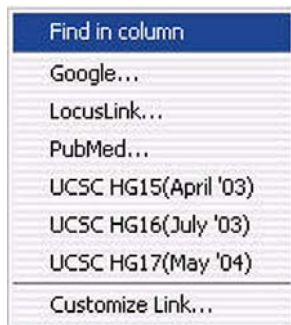 Find in column
Google...
LocusLink...
PubMed...
UCSC HG15(April '03)
UCSC HG16(July '03)
UCSC HG17(May '04)
Customize Link...